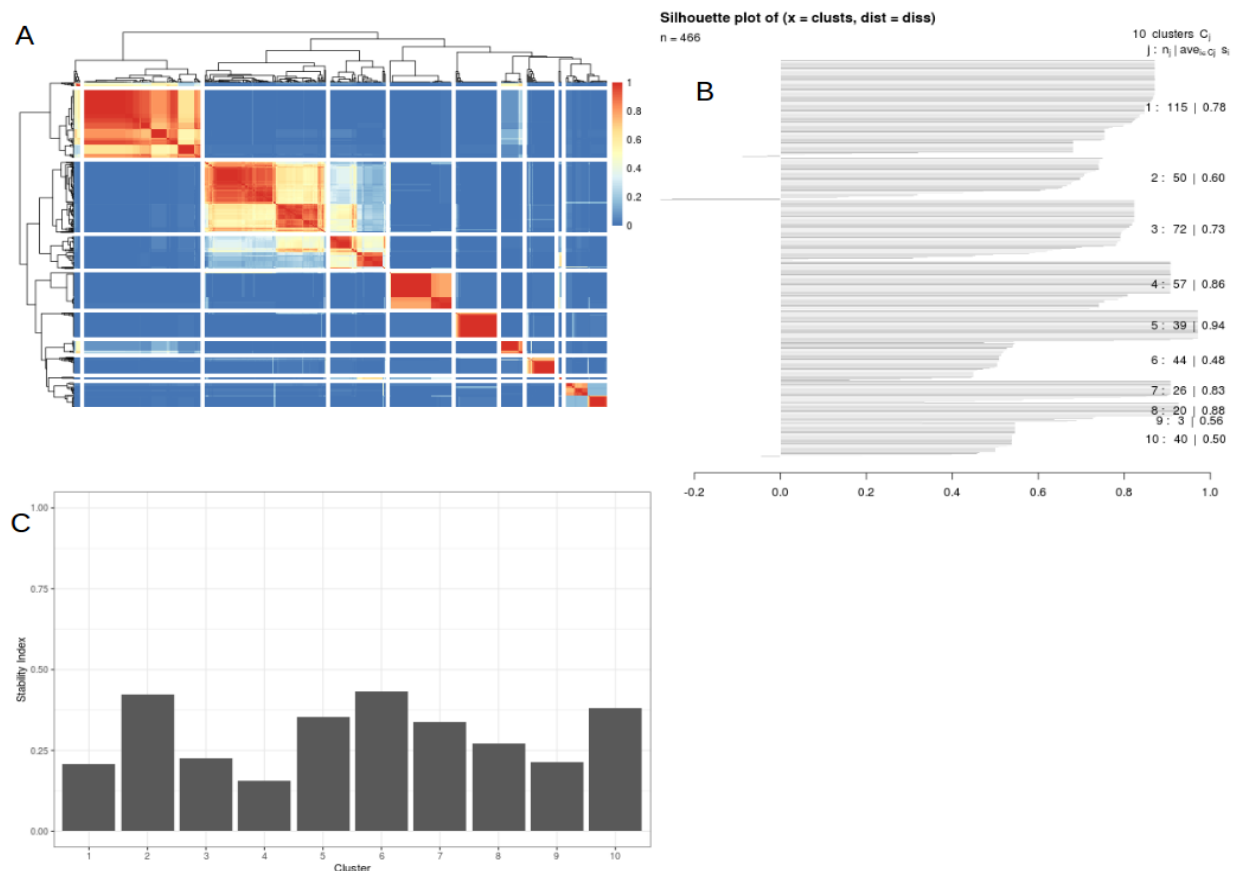 A
1
0.8
0.6
0.4
0.2
0
Silhouette plot of (x = clusts, dist = diss)
n = 466
10 clusters Cj
j : nj | avei∈Cj si
B
1 : 115 | 0.78
2 : 50 | 0.60
3 : 72 | 0.73
4 : 57 | 0.86
5 : 39 | 0.94
6 : 44 | 0.48
7 : 26 | 0.83
8 : 20 | 0.88
9 : 3 | 0.56
10 : 40 | 0.50
-0.2 0.0 0.2 0.4 0.6 0.8 1.0
C
1.00
0.75
0.50
0.25
0.00
Stability Index
1 2 3 4 5 6 7 8 9 10
Cluster